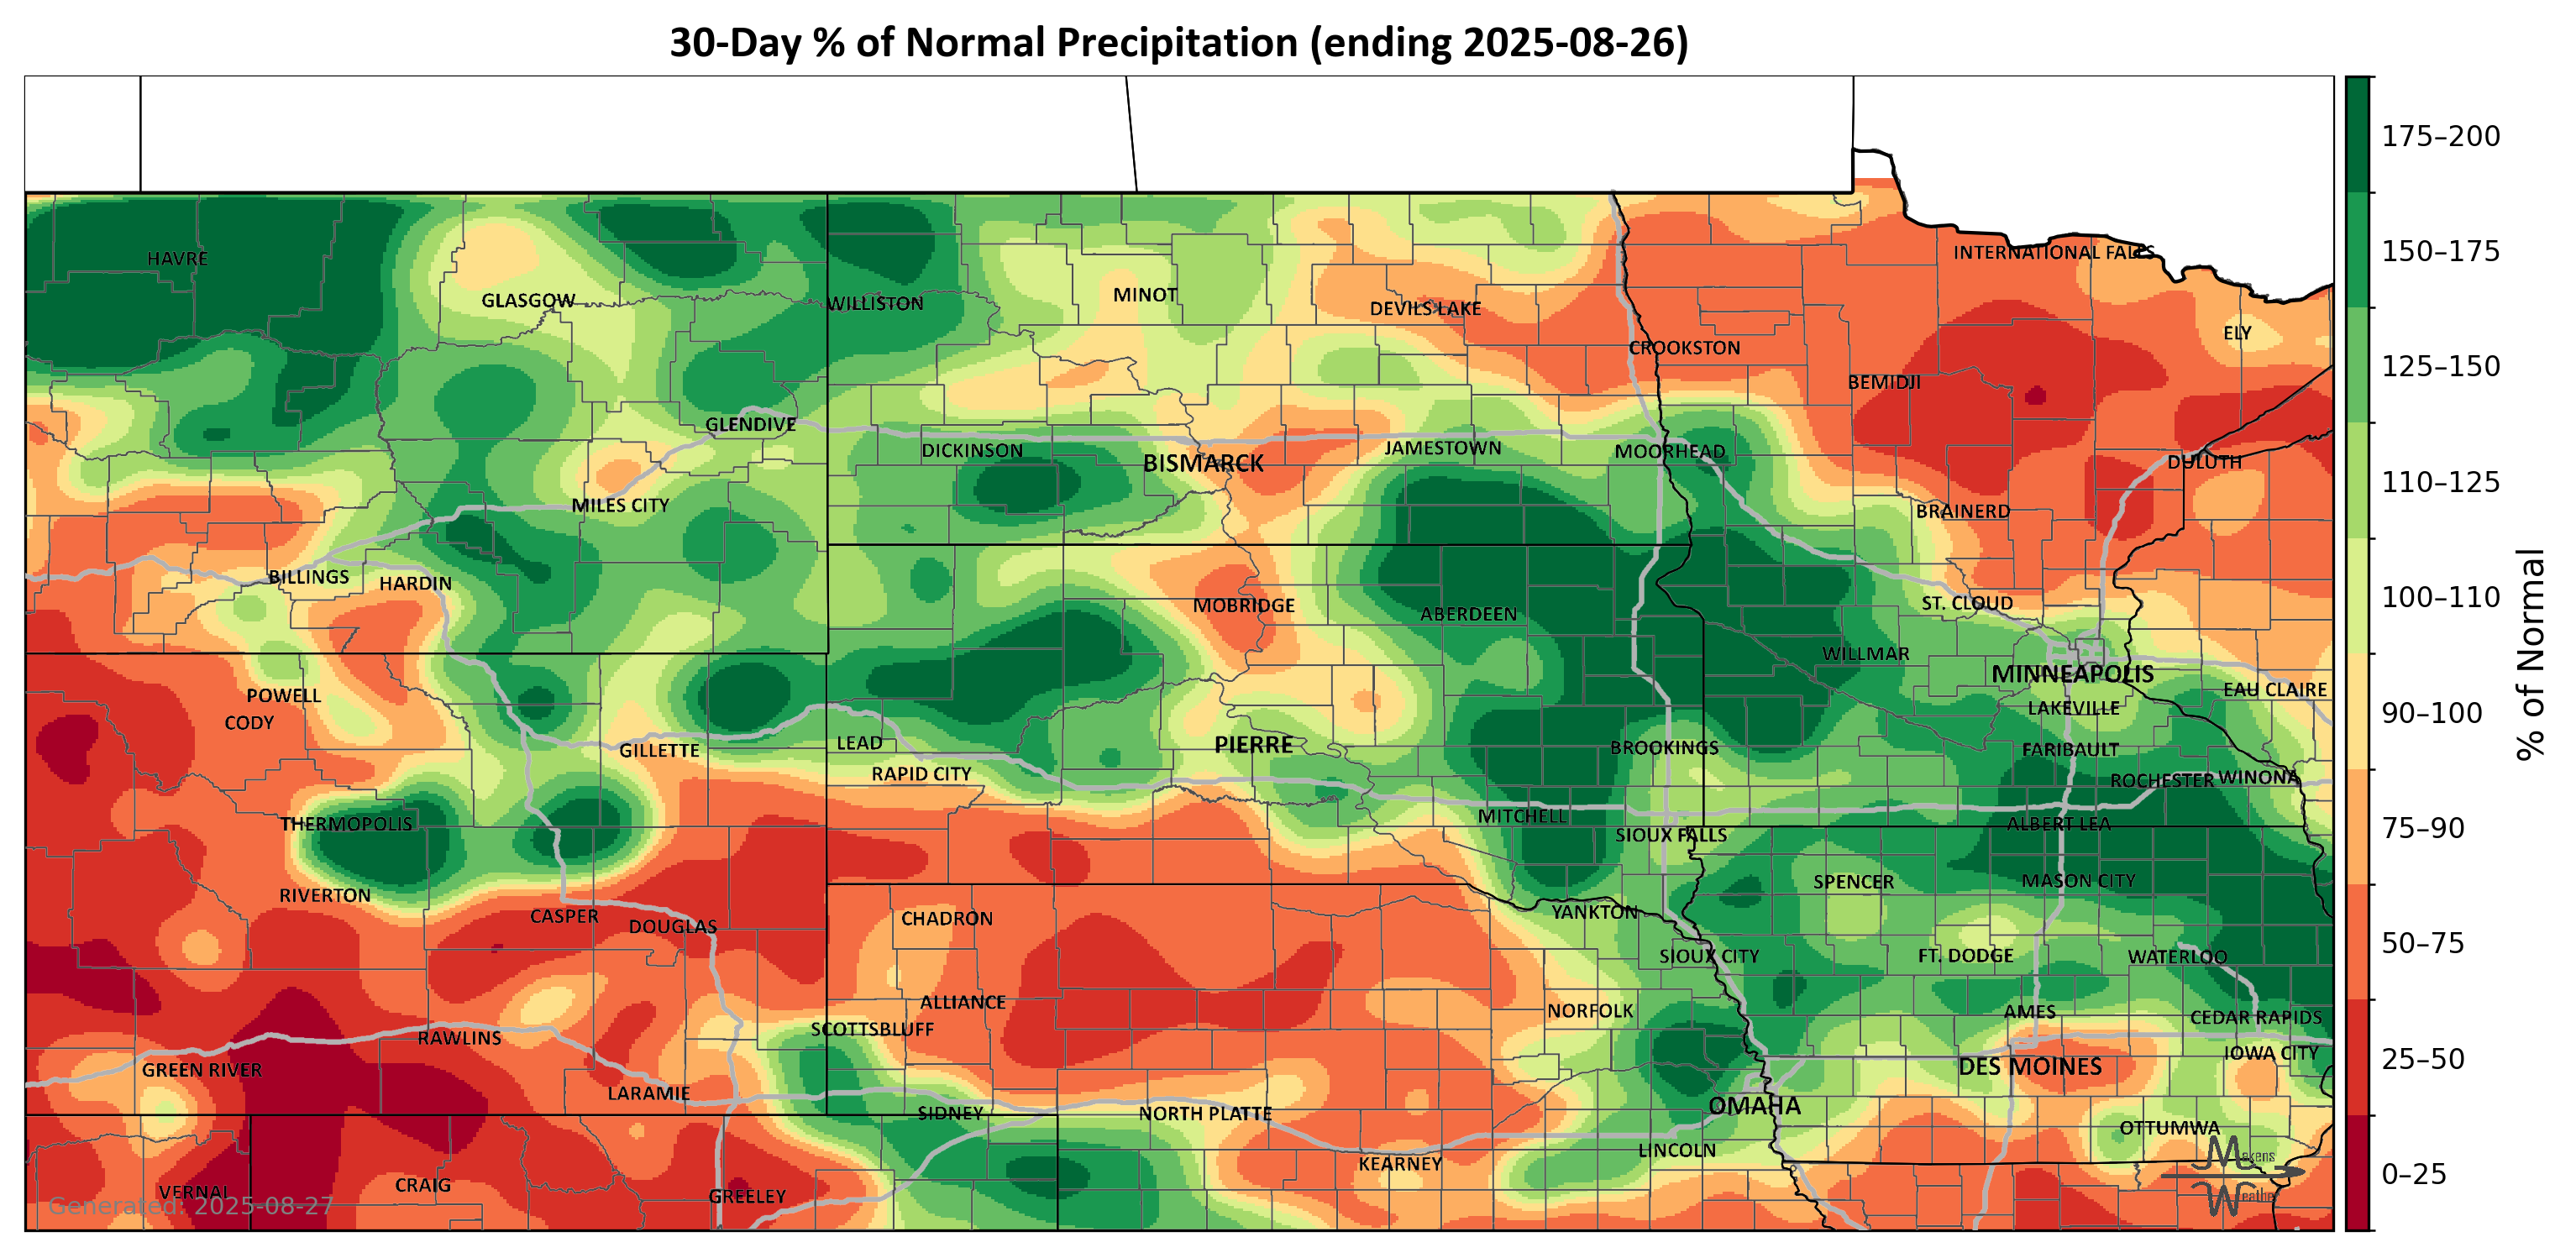 30-Day % of Normal Precipitation (ending 2025-08-26)
HAVRE
GLASGOW
WILLISTON
MINOT
DEVILS LAKE
CROOKSTON
INTERNATIONAL FALLS
ELY
BEMIDJI
GLENDIVE
DICKINSON
BISMARCK
JAMESTOWN
MOORHEAD
DULUTH
MILES CITY
BRAINERD
BILLINGS
HARDIN
MOBRIDGE
ABERDEEN
ST. CLOUD
WILLMAR
MINNEAPOLIS
EAU CLAIRE
POWELL
CODY
LAKEVILLE
GILLETTE
LEAD
PIERRE
BROOKINGS
FARIBAULT
RAPID CITY
ROCHESTER
WINONA
THERMOPOLIS
MITCHELL
SIOUX FALLS
ALBERT LEA
RIVERTON
CASPER
DOUGLAS
CHADRON
YANKTON
SPENCER
MASON CITY
SIOUX CITY
FT. DODGE
WATERLOO
ALLIANCE
NORFOLK
AMES
CEDAR RAPIDS
SCOTTSBLUFF
RAWLINS
IOWA CITY
GREEN RIVER
DES MOINES
LARAMIE
OMAHA
SIDNEY
NORTH PLATTE
OTTUMWA
LINCOLN
KEARNEY
VERNAL
CRAIG
GREELEY
Generated: 2025-08-27
Makens
Weather
175–200
150–175
125–150
110–125
100–110
90–100
75–90
50–75
25–50
0–25
% of Normal